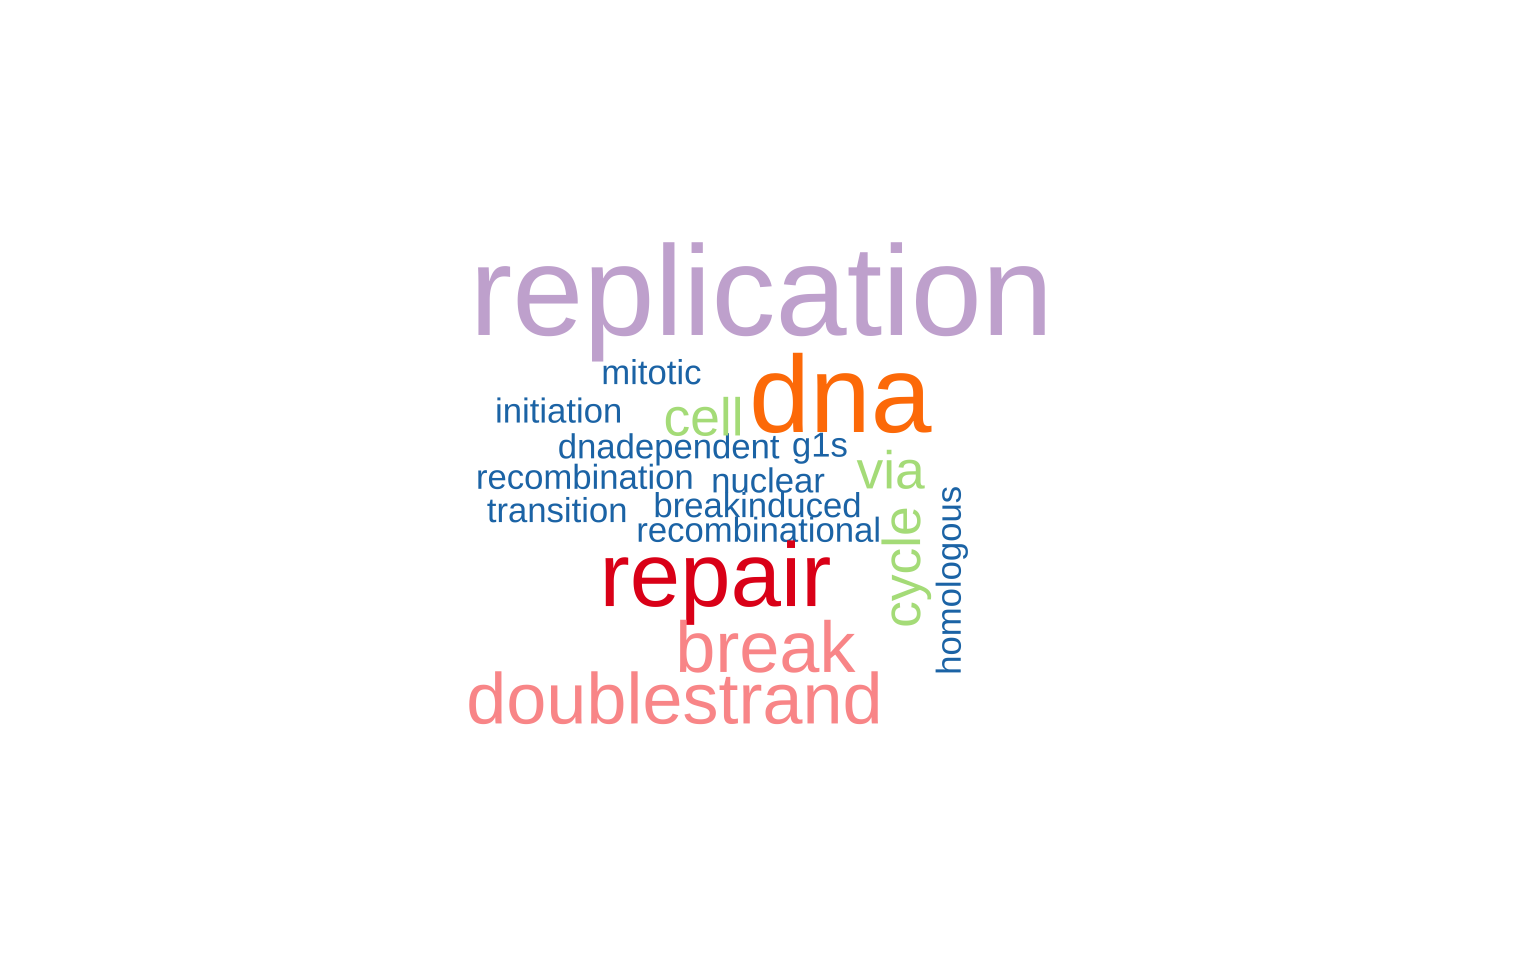 replication
mitotic
dna
initiation
cell
dnadependent
g1s
via
recombination
nuclear
transition
breakinduced
recombinational
cycle
homologous
repair
break
doublestrand